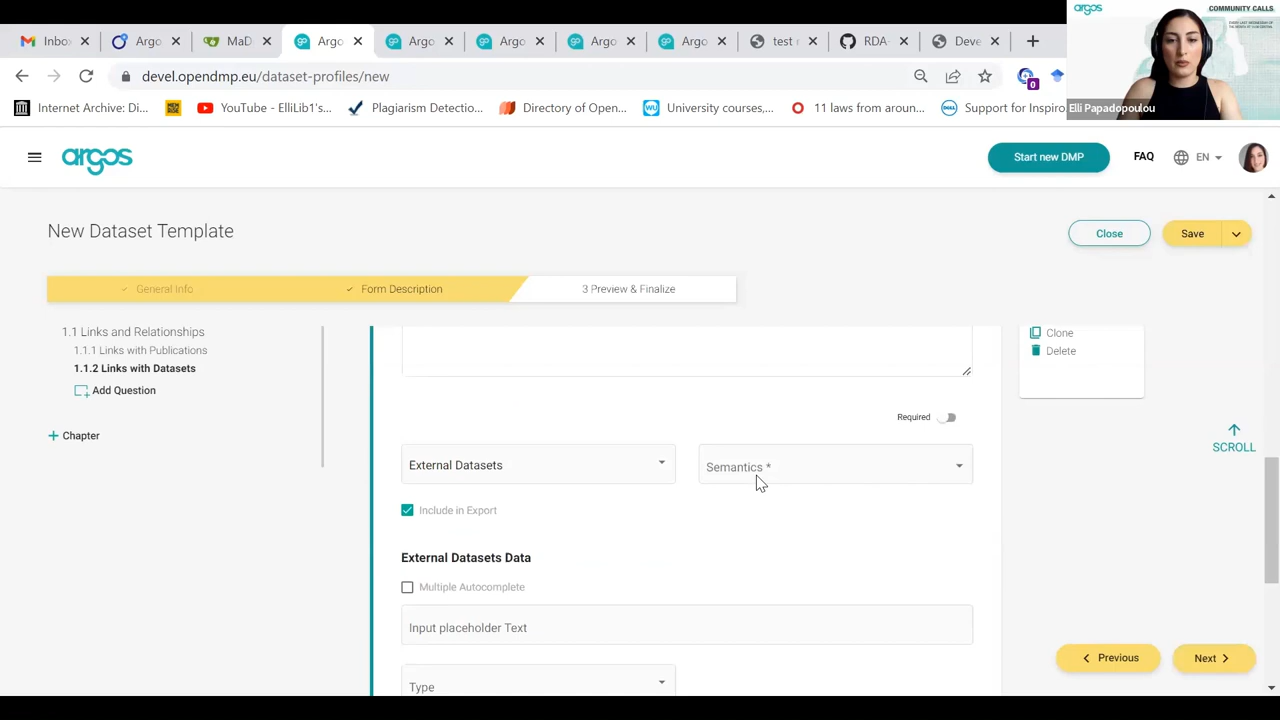 Inbo
Argo
MaD
Argo
Argo
Argo
Argo
Argo
test r
RDA-
Deve
argos
COMMUNITY CALLS
devel.opendmp.eu/dataset-profiles/new
0
Internet Archive: Di...
YouTube - ElliLib1's...
Plagiarism Detectio...
Directory of Open...
University courses,...
11 laws from aroun...
Support for Inspiro
Elli Papadopoulou
argos
Start new DMP
FAQ
EN
New Dataset Template
Close
Save
General Info
Form Description
3 Preview & Finalize
1.1 Links and Relationships
1.1.1 Links with Publications
1.1.2 Links with Datasets
Add Question
Chapter
Clone
Delete
Required
SCROLL
External Datasets
Semantics *
Include in Export
External Datasets Data
Multiple Autocomplete
Input placeholder Text
Type
Previous
Next